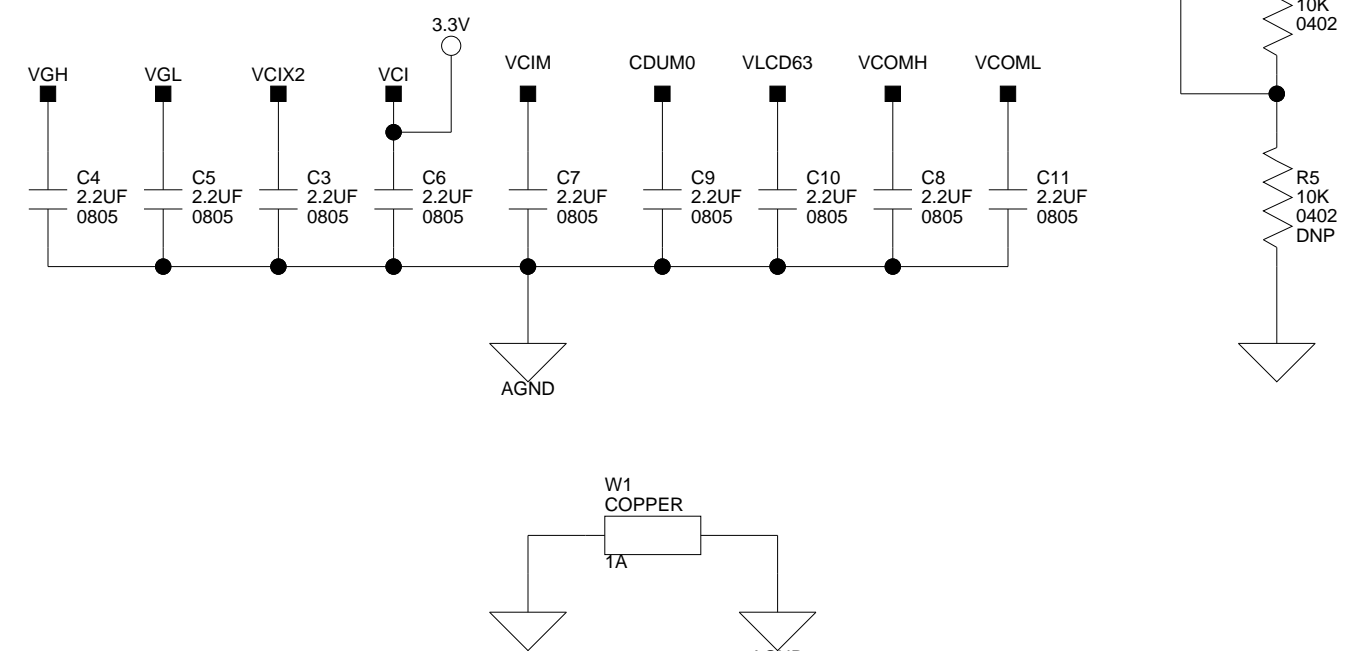 10K
0402
3.3V
VGH
VGL
VCIX2
VCI
VCIM
CDUM0
VLCD63
VCOMH
VCOML
C4
2.2UF
0805
C5
2.2UF
0805
C3
2.2UF
0805
C6
2.2UF
0805
C7
2.2UF
0805
C9
2.2UF
0805
C10
2.2UF
0805
C8
2.2UF
0805
C11
2.2UF
0805
R5
10K
0402
DNP
AGND
W1
COPPER
1A